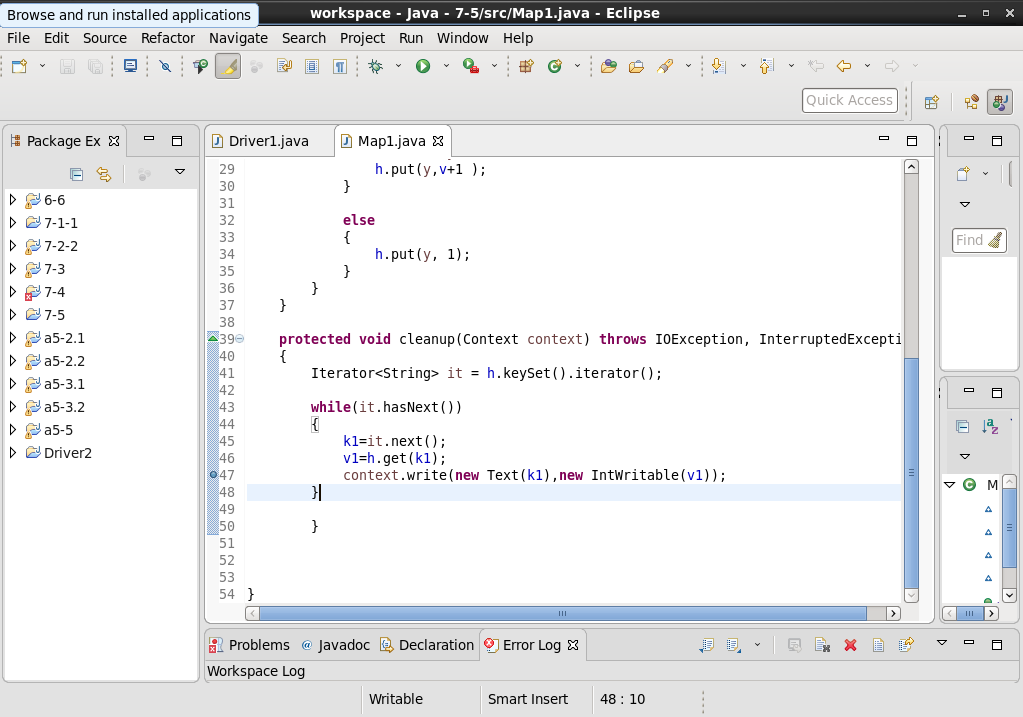 Browse and run installed applications
workspace - Java - 7-5/src/Map1.java - Eclipse
File Edit Source Refactor Navigate Search Project Run Window Help
Quick Access
Package Ex
Driver1.java
Map1.java
6-6
7-1-1
7-2-2
7-3
7-4
7-5
a5-2.1
a5-2.2
a5-3.1
a5-3.2
a5-5
Driver2
29 h.put(y,v+1 );
30 }
31
32 else
33 {
34 h.put(y, 1);
35 }
36 }
37 }
38
39 protected void cleanup(Context context) throws IOException, InterruptedExcepti
40 {
41 Iterator<String> it = h.keySet().iterator();
42
43 while(it.hasNext())
44 {
45 k1=it.next();
46 v1=h.get(k1);
47 context.write(new Text(k1),new IntWritable(v1));
48 }
49
50 }
51
52
53
54 }
Find
M
Problems @ Javadoc Declaration Error Log
Workspace Log
Writable Smart Insert 48 : 10